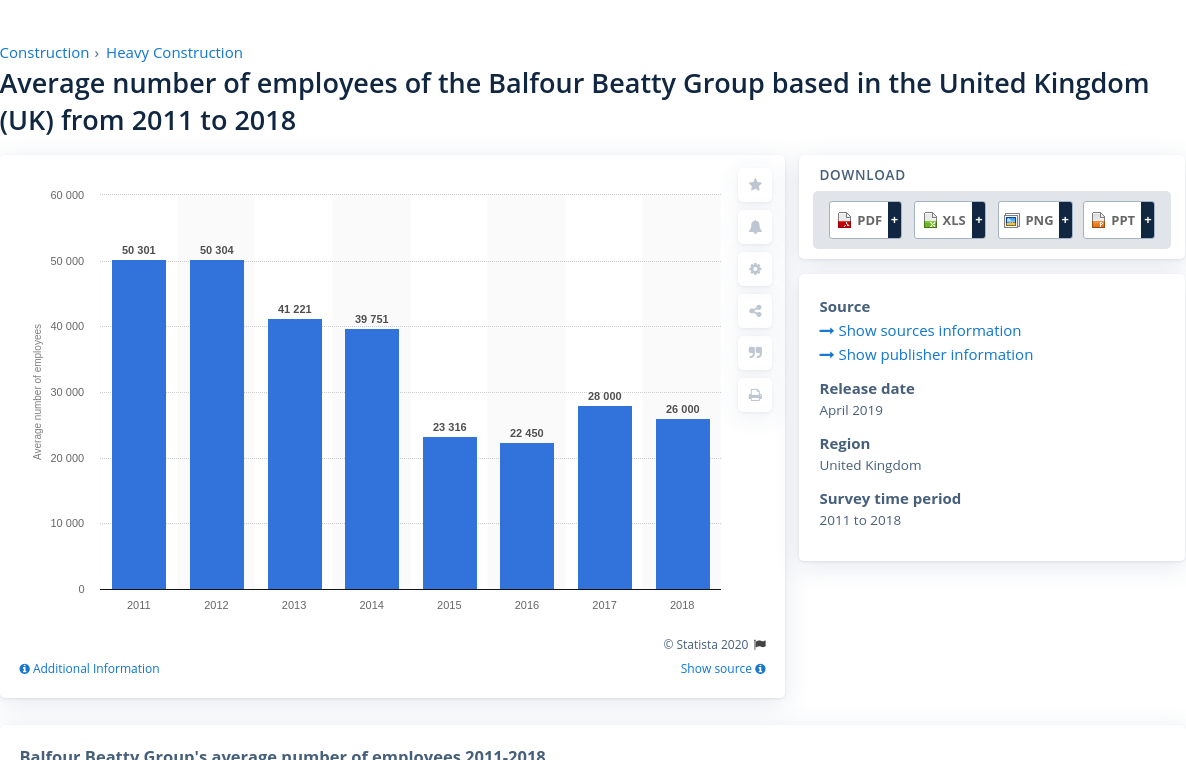 Construction › Heavy Construction
Average number of employees of the Balfour Beatty Group based in the United Kingdom
(UK) from 2011 to 2018
60 000
50 000
40 000
30 000
20 000
10 000
0
Average number of employees
50 301
50 304
41 221
39 751
23 316
22 450
28 000
26 000
2011
2012
2013
2014
2015
2016
2017
2018
© Statista 2020
Additional Information
Show source
DOWNLOAD
PDF +
XLS +
PNG +
PPT +
Source
Show sources information
Show publisher information
Release date
April 2019
Region
United Kingdom
Survey time period
2011 to 2018
Balfour Beatty Group's average number of employees 2011-2018